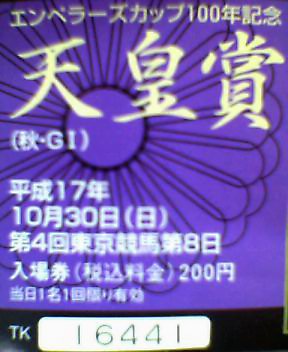 エンペラーズカップ100年記念
天皇賞
(秋・GⅠ)
平成17年
10月30日(日)
第4回東京競馬第8日
入場券(税込料金)200円
当日1名1回限り有効
TK 16441